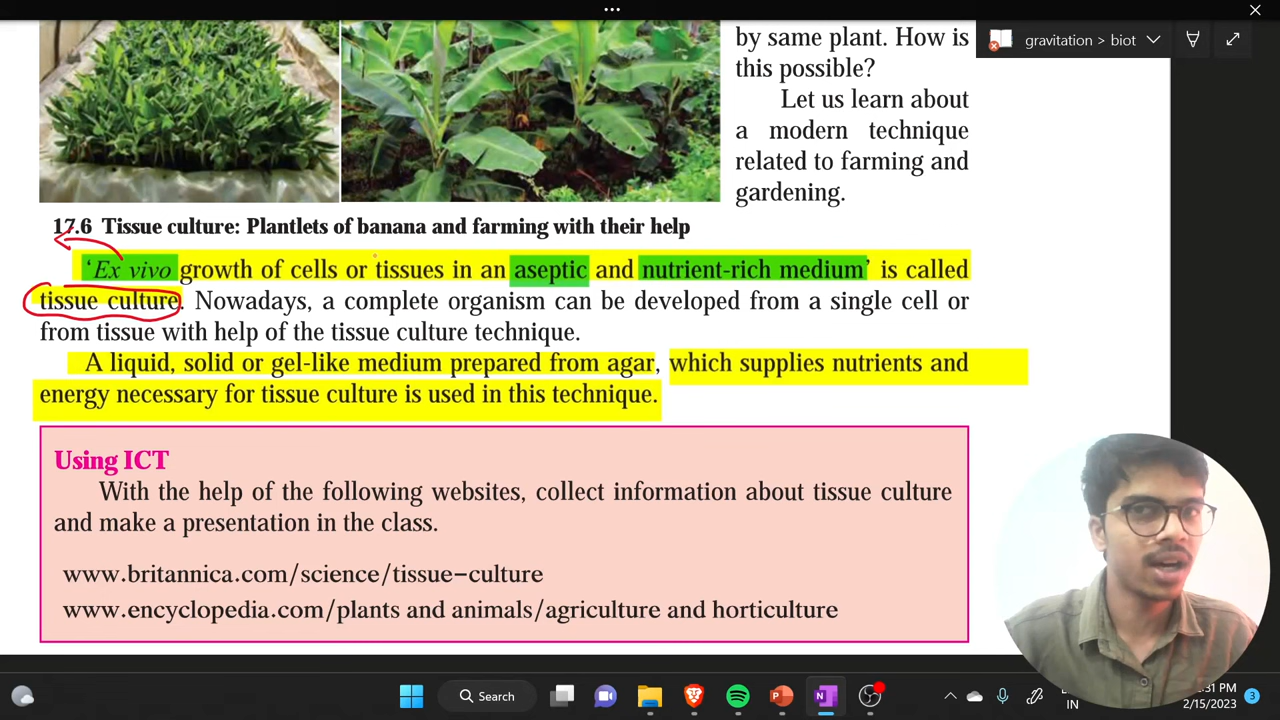 gravitation > biot
by same plant. How is
this possible?
Let us learn about
a modern technique
related to farming and
gardening.
17.6 Tissue culture: Plantlets of banana and farming with their help
‘Ex vivo growth of cells or tissues in an aseptic and nutrient-rich medium’ is called
tissue culture. Nowadays, a complete organism can be developed from a single cell or
from tissue with help of the tissue culture technique.
A liquid, solid or gel-like medium prepared from agar, which supplies nutrients and
energy necessary for tissue culture is used in this technique.
Using ICT
With the help of the following websites, collect information about tissue culture
and make a presentation in the class.
www.britannica.com/science/tissue-culture
www.encyclopedia.com/plants and animals/agriculture and horticulture
Search
IN
31 PM
2/15/2023
3